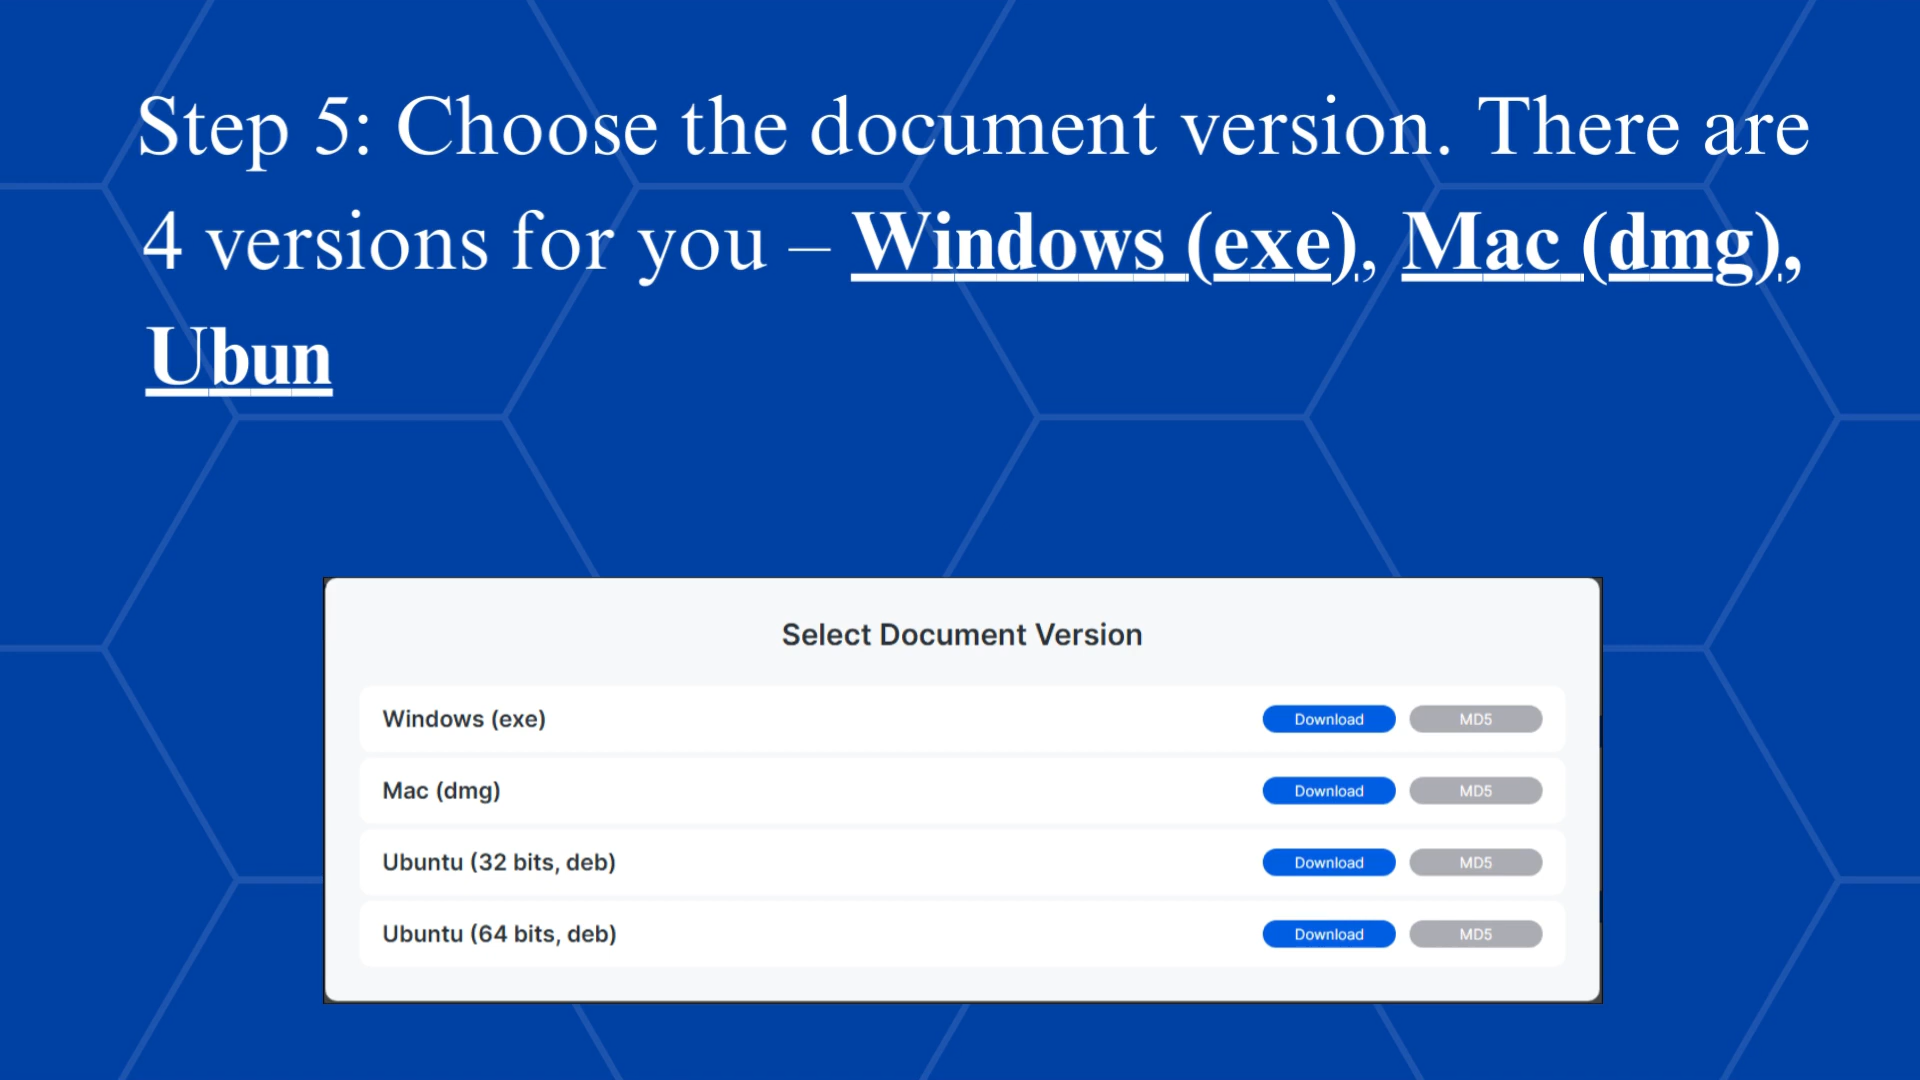 Step 5: Choose the document version. There are
4 versions for you – Windows (exe), Mac (dmg),
Ubun
Select Document Version
Windows (exe) Download MD5
Mac (dmg) Download MD5
Ubuntu (32 bits, deb) Download MD5
Ubuntu (64 bits, deb) Download MD5